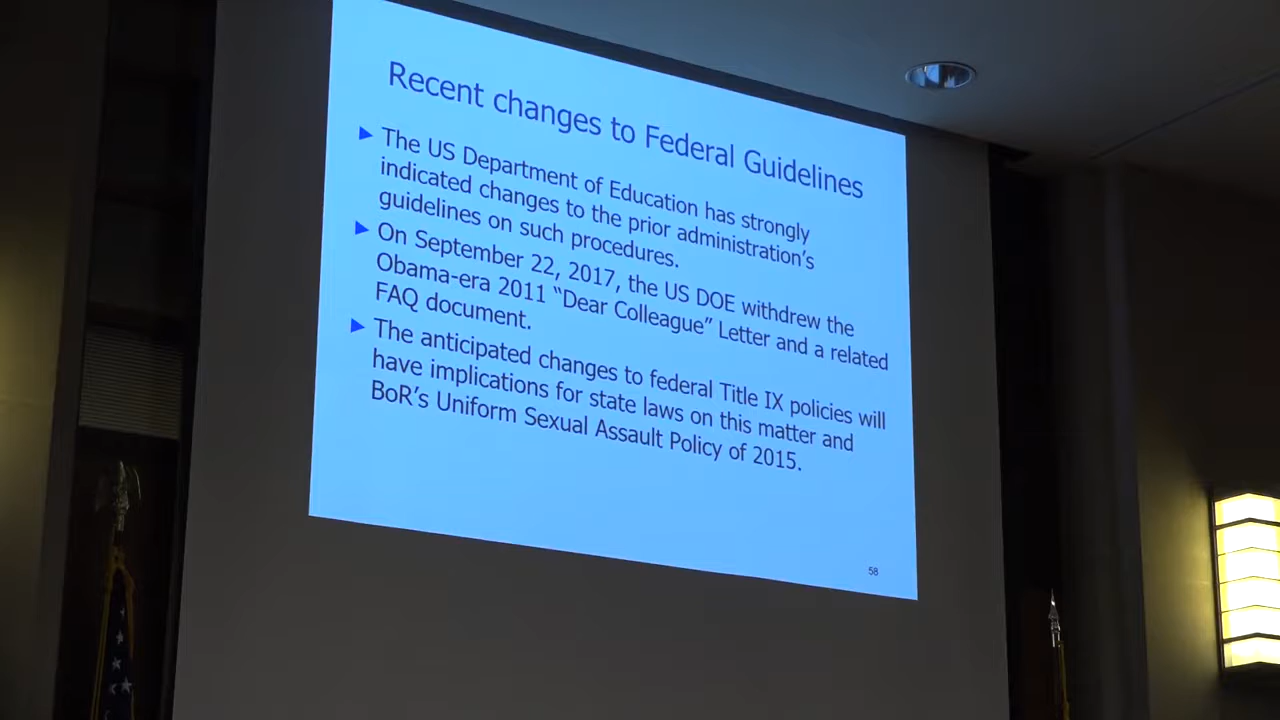 Recent changes to Federal Guidelines
The US Department of Education has strongly
indicated changes to the prior administration's
guidelines on such procedures.
On September 22, 2017, the US DOE withdrew the
Obama-era 2011 “Dear Colleague” Letter and a related
FAQ document.
The anticipated changes to federal Title IX policies will
have implications for state laws on this matter and
BoR's Uniform Sexual Assault Policy of 2015.
58